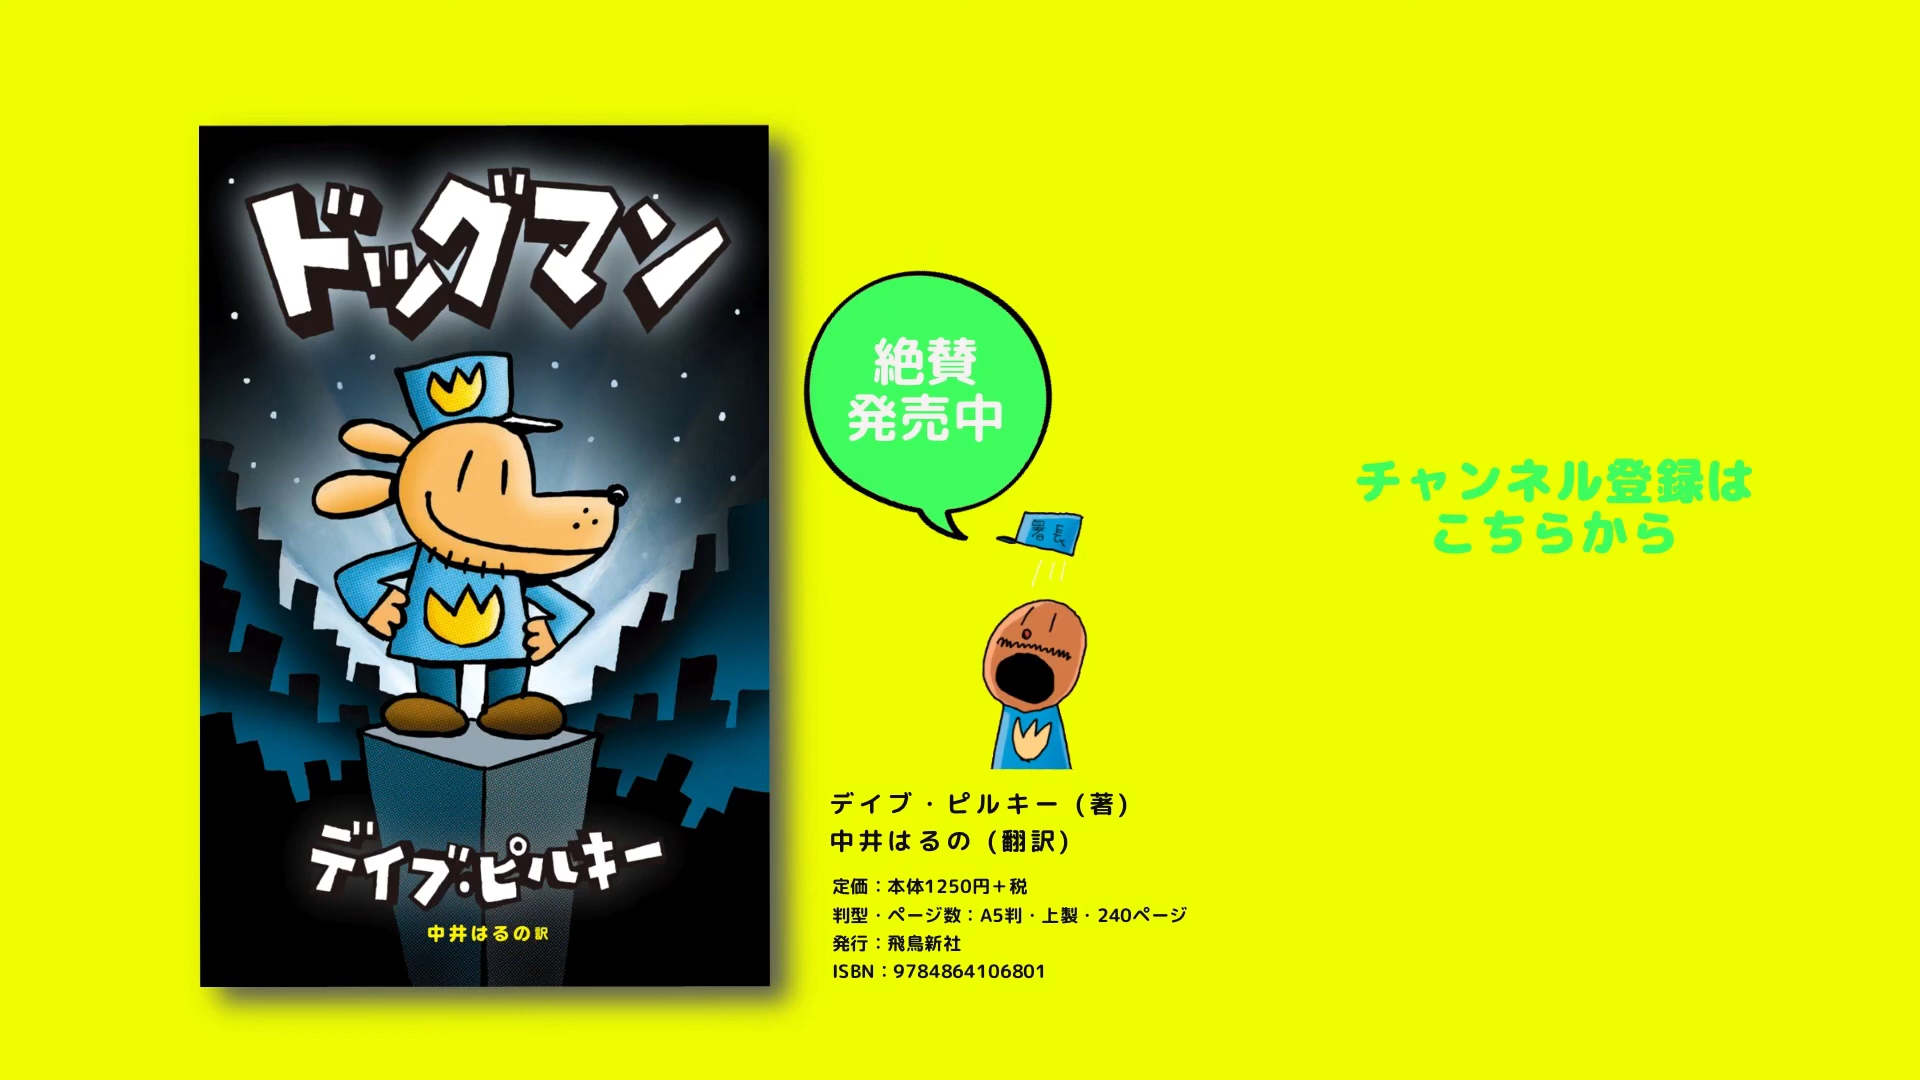 ドッグマン
デイブ・ピルキー
中井はるの訳
絶賛
発売中
デイブ・ピルキー (著)
中井はるの (翻訳)
定価：本体1250円＋税
判型・ページ数：A5判・上製・240ページ
発行：飛鳥新社
ISBN：9784864106801
チャンネル登録は
こちらから